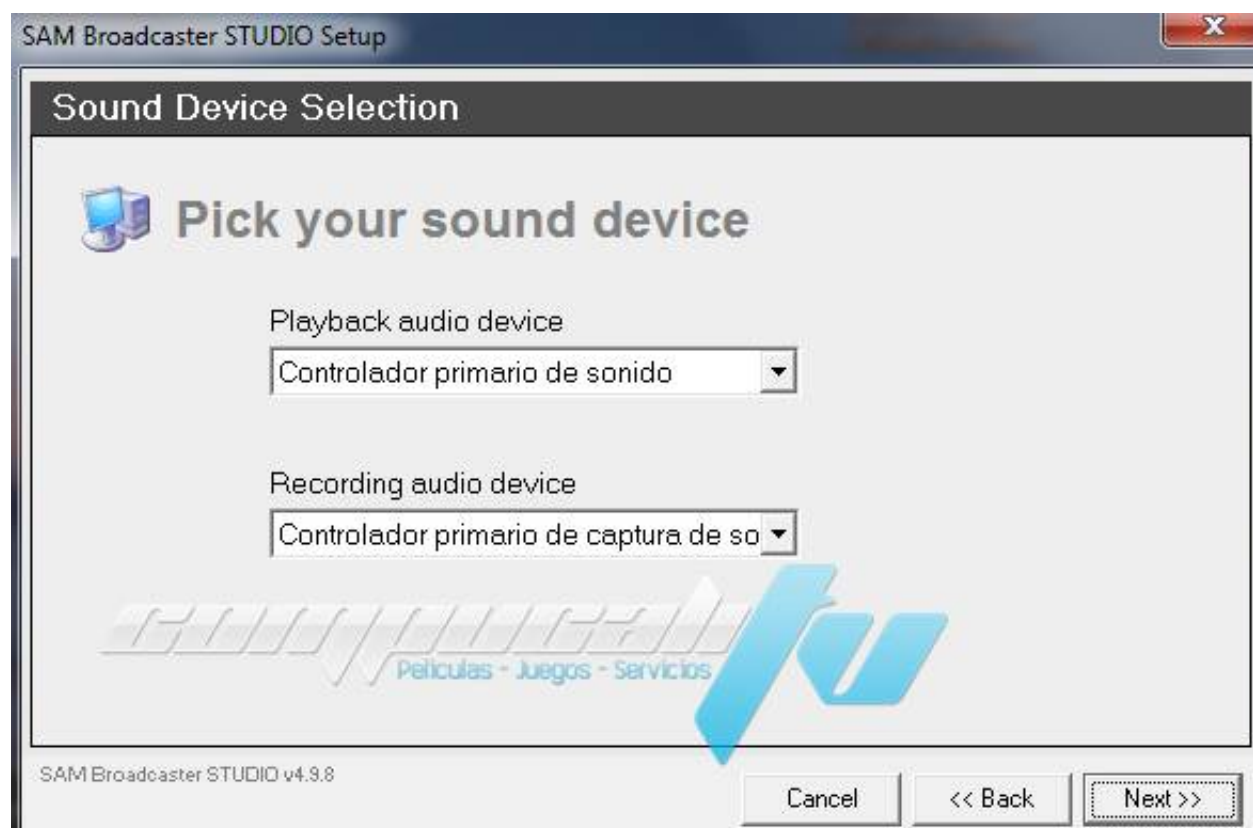 SAM Broadcaster STUDIO Setup
Sound Device Selection
Pick your sound device
Playback audio device
Controlador primario de sonido
Recording audio device
Controlador primario de captura de so
compucalitv
Peliculas - Juegos - Servicios
SAM Broadcaster STUDIO v4.9.8
Cancel
<< Back
Next >>